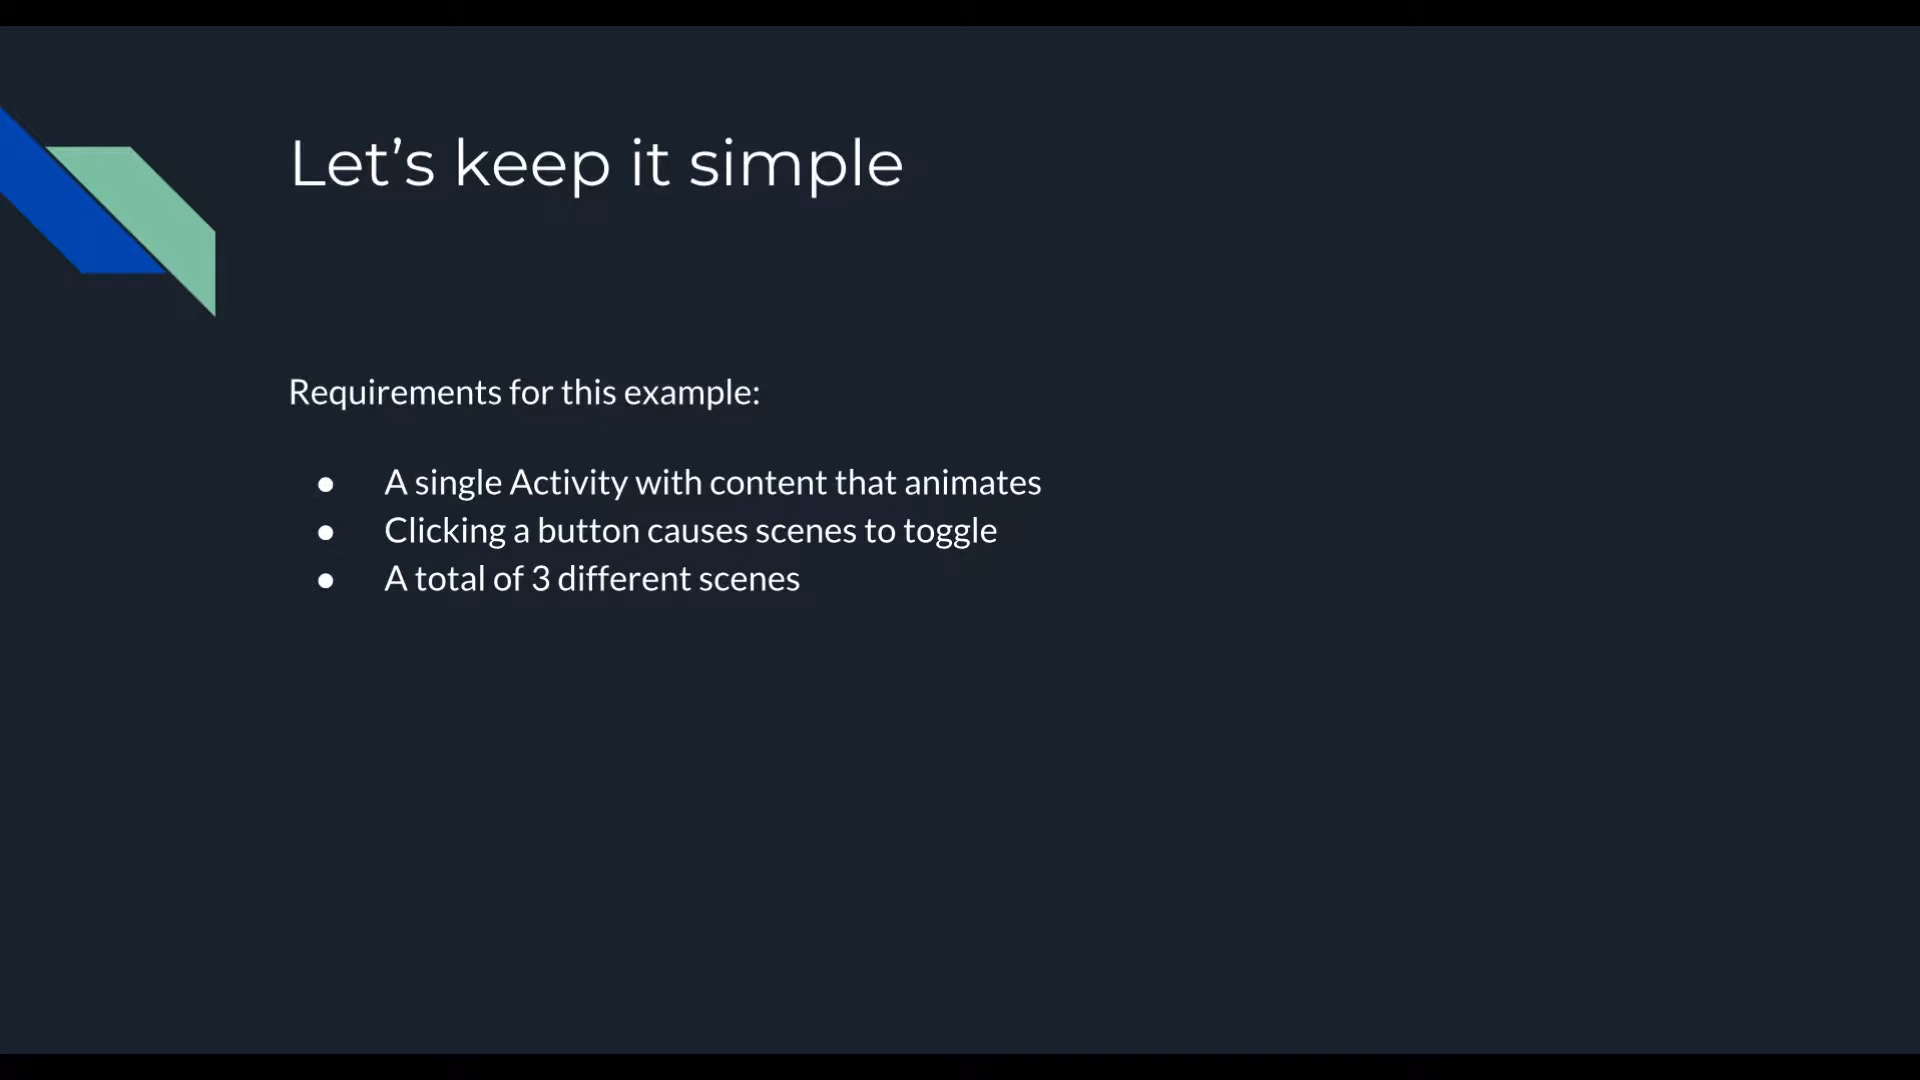 Let’s keep it simple
Requirements for this example:
● A single Activity with content that animates
● Clicking a button causes scenes to toggle
● A total of 3 different scenes